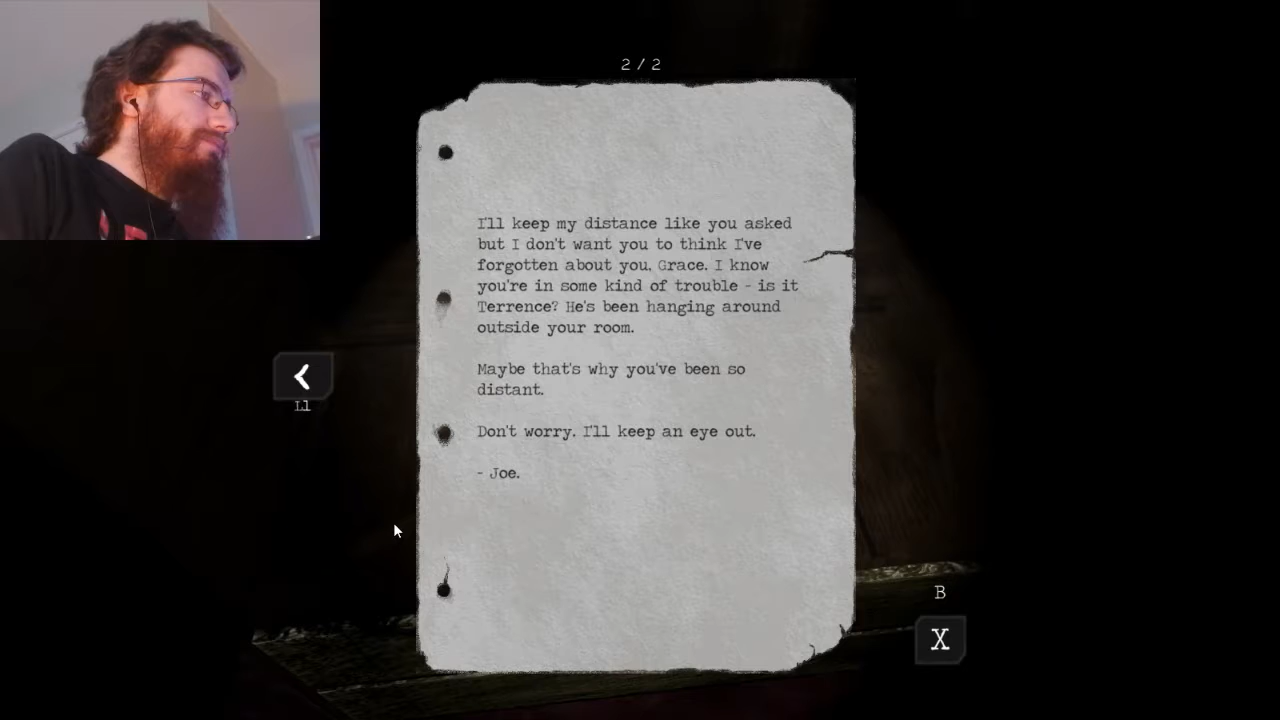 2 / 2
I'll keep my distance like you asked
but I don't want you to think I've
forgotten about you, Grace. I know
you're in some kind of trouble - is it
Terrence? He's been hanging around
outside your room.
Maybe that's why you've been so
distant.
Don't worry. I'll keep an eye out.
- Joe.
L1
B
X